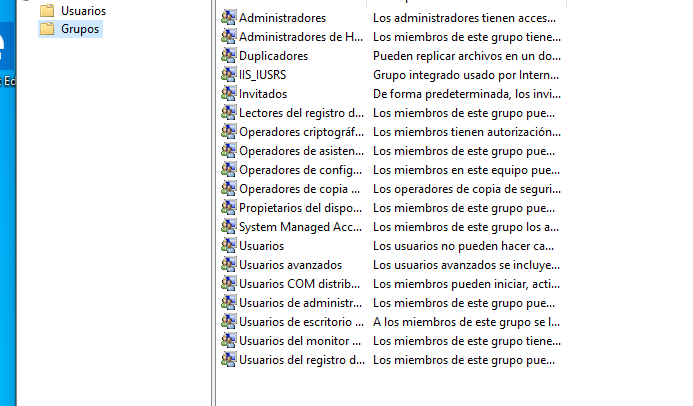 Usuarios
Grupos
t Ed
Administradores Los administradores tienen acces...
Administradores de H... Los miembros de este grupo tiene...
Duplicadores Pueden replicar archivos en un do...
IIS_IUSRS Grupo integrado usado por Intern...
Invitados De forma predeterminada, los invi...
Lectores del registro d... Los miembros de este grupo pue...
Operadores criptográf... Los miembros tienen autorización...
Operadores de asisten... Los miembros de este grupo pue...
Operadores de config... Los miembros en este equipo pue...
Operadores de copia ... Los operadores de copia de seguri...
Propietarios del dispo... Los miembros de este grupo pue...
System Managed Acc... Los miembros de este grupo los a...
Usuarios Los usuarios no pueden hacer ca...
Usuarios avanzados Los usuarios avanzados se incluye...
Usuarios COM distrib... Los miembros pueden iniciar, acti...
Usuarios de administr... Los miembros de este grupo pue...
Usuarios de escritorio ... A los miembros de este grupo se l...
Usuarios del monitor ... Los miembros de este grupo tiene...
Usuarios del registro d... Los miembros de este grupo pue...